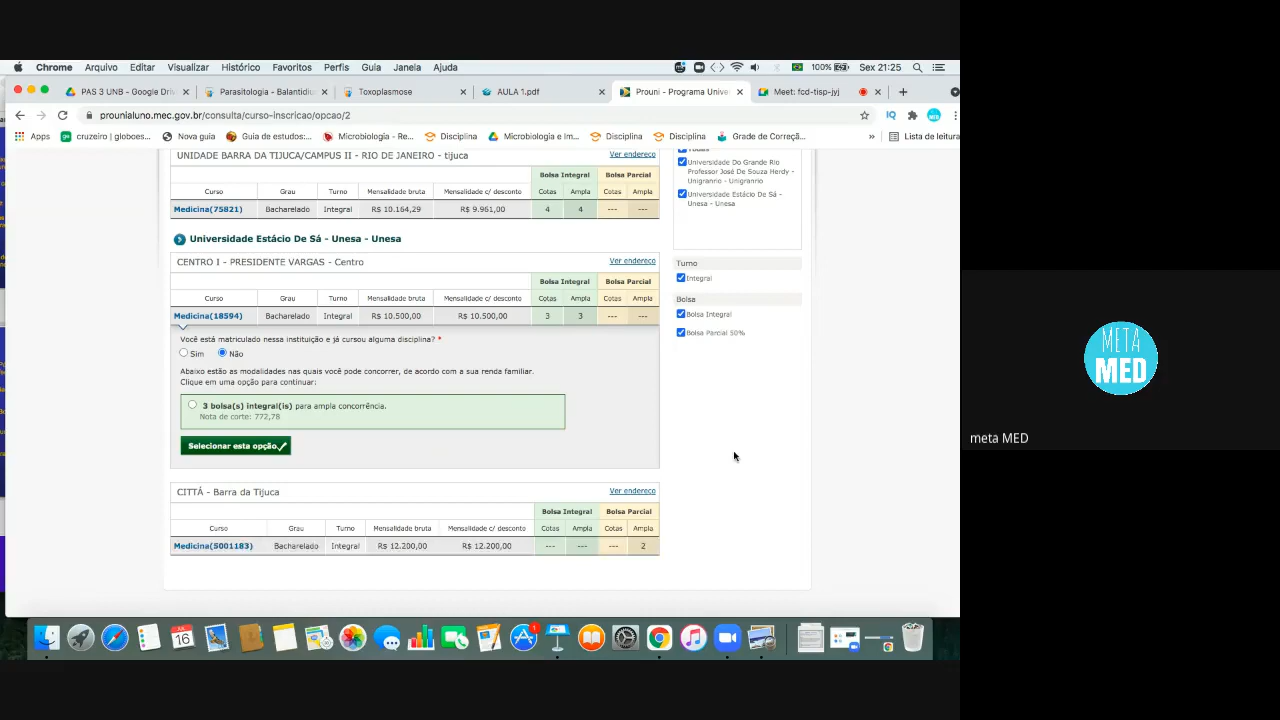 Chrome Arquivo Editar Visualizar Histórico Favoritos Perfis Guia Janela Ajuda 100% Sex 21:25
PAS 3 UNB - Google Driv Parasitologia - Balantidiu Toxoplasmose AULA 1.pdf Prouni - Programa Univer Meet: fcd-tisp-jyj
prounialuno.mec.gov.br/consulta/curso-inscricao/opcao/2 IQ
Apps cruzeiro | globoes... Nova guia Guia de estudos:... Microbiologia - Re... Disciplina Microbiologia e Im... Disciplina Disciplina Grade de Correçã... » Lista de leitura
UNIDADE BARRA DA TIJUCA/CAMPUS II - RIO DE JANEIRO - tijuca Ver endereço
Bolsa Integral Bolsa Parcial
Curso Grau Turno Mensalidade bruta Mensalidade c/ desconto Cotas Ampla Cotas Ampla
Medicina(75821) Bacharelado Integral R$ 10.164,29 R$ 9.961,00 4 4 --- ---
Universidade Estácio De Sá - Unesa - Unesa
CENTRO I - PRESIDENTE VARGAS - Centro Ver endereço
Bolsa Integral Bolsa Parcial
Curso Grau Turno Mensalidade bruta Mensalidade c/ desconto Cotas Ampla Cotas Ampla
Medicina(18594) Bacharelado Integral R$ 10.500,00 R$ 10.500,00 3 3 --- ---
Você está matriculado nessa instituição e já cursou alguma disciplina? *
Sim Não
Abaixo estão as modalidades nas quais você pode concorrer, de acordo com a sua renda familiar.
Clique em uma opção para continuar:
3 bolsa(s) integral(is) para ampla concorrência.
Nota de corte: 772,78
Selecionar esta opção
CITTÁ - Barra da Tijuca Ver endereço
Bolsa Integral Bolsa Parcial
Curso Grau Turno Mensalidade bruta Mensalidade c/ desconto Cotas Ampla Cotas Ampla
Medicina(5001183) Bacharelado Integral R$ 12.200,00 R$ 12.200,00 --- --- --- 2
Todas
Universidade Do Grande Rio
Professor José De Souza Herdy -
Unigranrio - Unigranrio
Universidade Estácio De Sá -
Unesa - Unesa
Turno
Integral
Bolsa
Bolsa Integral
Bolsa Parcial 50%
JUL
16
1
META
MED
meta MED